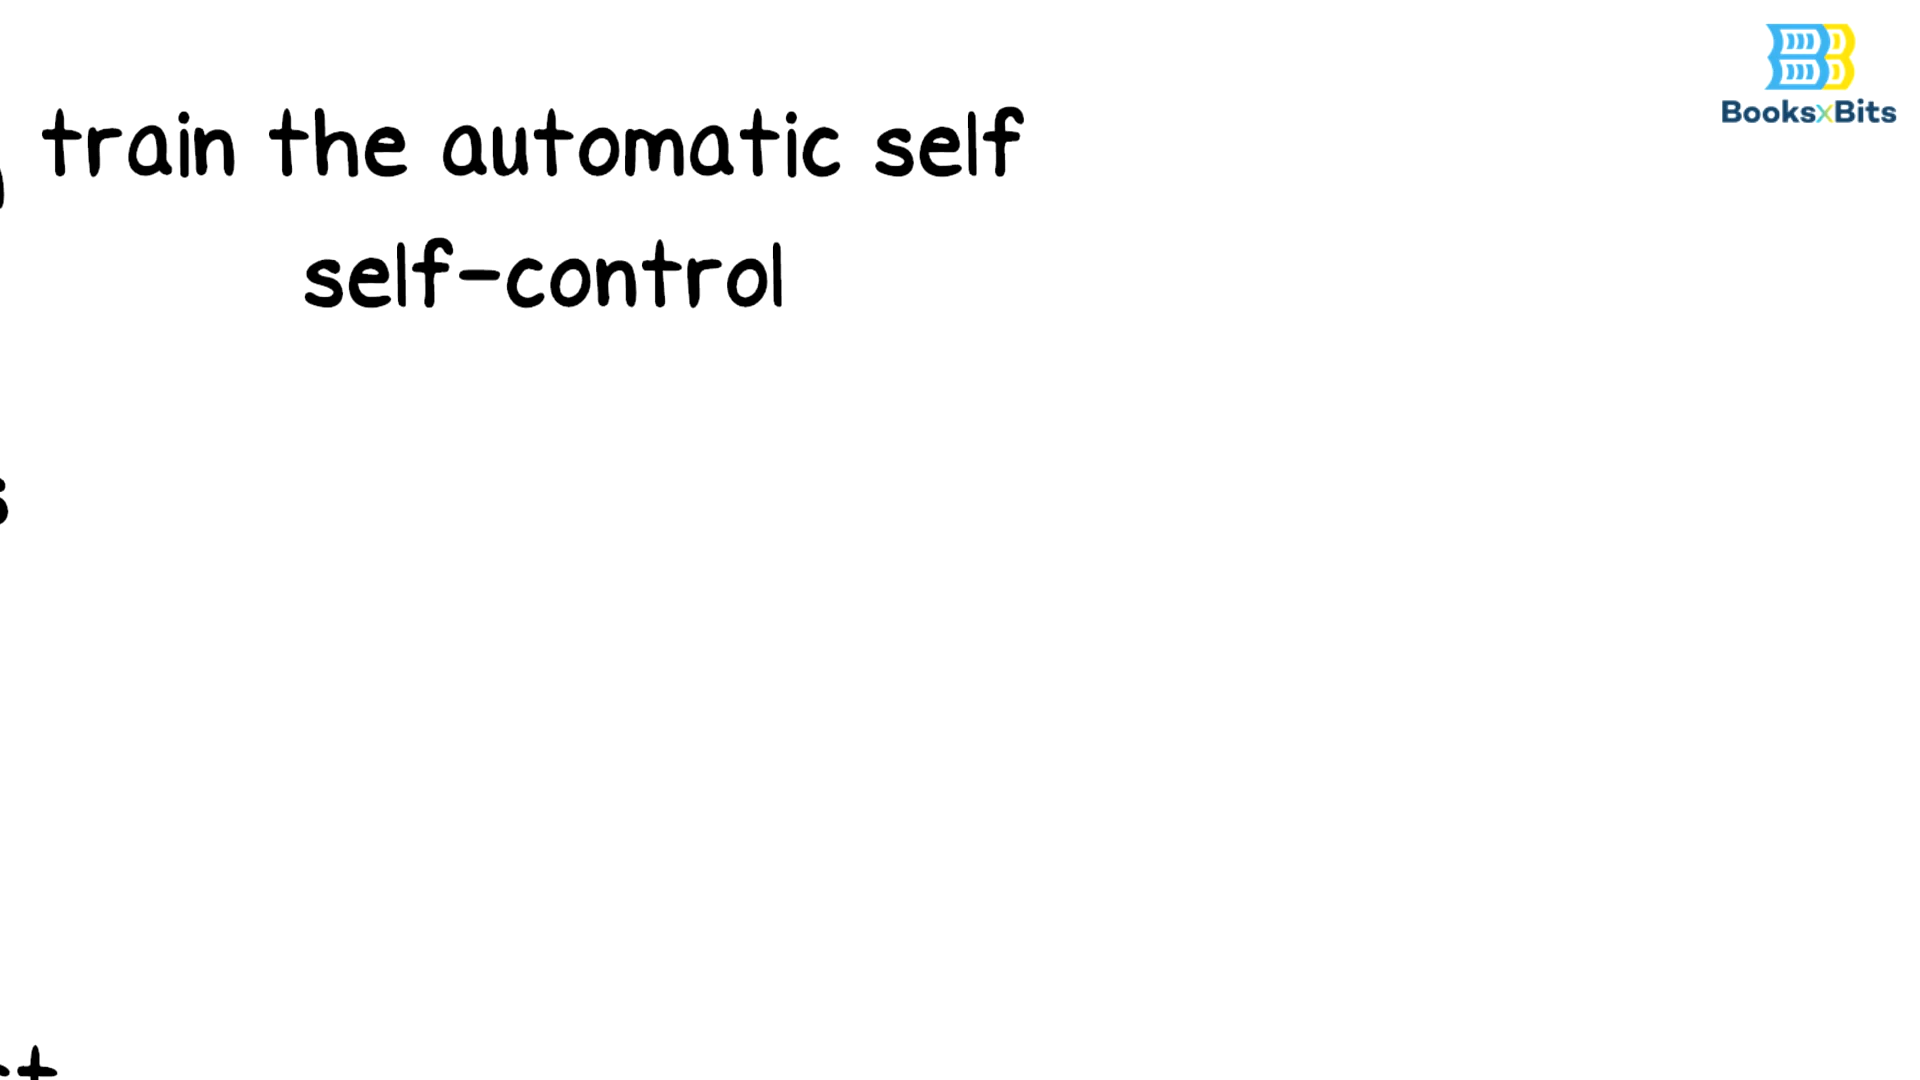 BooksxBits
train the automatic self
self-control